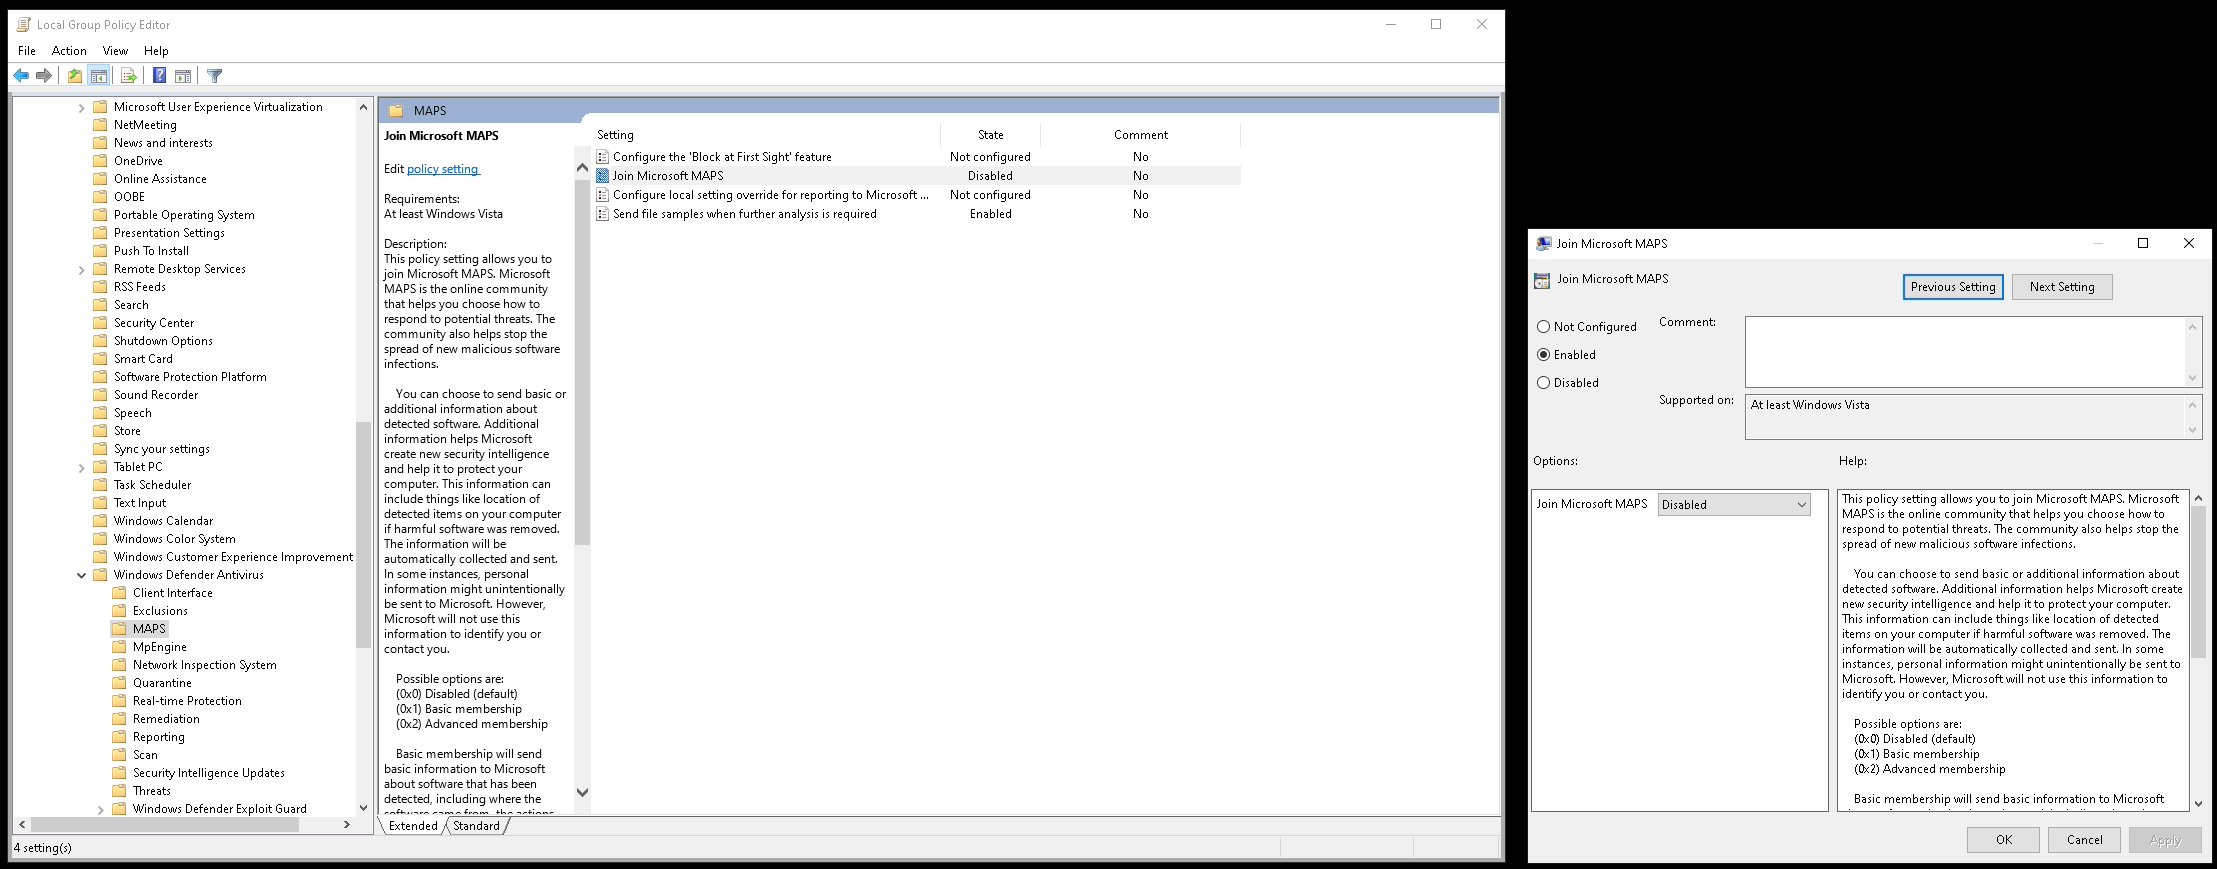 Local Group Policy Editor
File Action View Help
Microsoft User Experience Virtualization
NetMeeting
News and interests
OneDrive
Online Assistance
OOBE
Portable Operating System
Presentation Settings
Push To Install
Remote Desktop Services
RSS Feeds
Search
Security Center
Shutdown Options
Smart Card
Software Protection Platform
Sound Recorder
Speech
Store
Sync your settings
Tablet PC
Task Scheduler
Text Input
Windows Calendar
Windows Color System
Windows Customer Experience Improvement
Windows Defender Antivirus
Client Interface
Exclusions
MAPS
MpEngine
Network Inspection System
Quarantine
Real-time Protection
Remediation
Reporting
Scan
Security Intelligence Updates
Threats
Windows Defender Exploit Guard
4 setting(s)
MAPS
Join Microsoft MAPS
Edit policy setting
Requirements:
At least Windows Vista
Description:
This policy setting allows you to
join Microsoft MAPS. Microsoft
MAPS is the online community
that helps you choose how to
respond to potential threats. The
community also helps stop the
spread of new malicious software
infections.
You can choose to send basic or
additional information about
detected software. Additional
information helps Microsoft
create new security intelligence
and help it to protect your
computer. This information can
include things like location of
detected items on your computer
if harmful software was removed.
The information will be
automatically collected and sent.
In some instances, personal
information might unintentionally
be sent to Microsoft. However,
Microsoft will not use this
information to identify you or
contact you.
Possible options are:
(0x0) Disabled (default)
(0x1) Basic membership
(0x2) Advanced membership
Basic membership will send
basic information to Microsoft
about software that has been
detected, including where the
software came from, the actions
Setting State Comment
Configure the 'Block at First Sight' feature Not configured No
Join Microsoft MAPS Disabled No
Configure local setting override for reporting to Microsoft ... Not configured No
Send file samples when further analysis is required Enabled No
Extended Standard
Join Microsoft MAPS
Join Microsoft MAPS
Previous Setting Next Setting
Not Configured
Enabled
Disabled
Comment:
Supported on: At least Windows Vista
Options:
Join Microsoft MAPS Disabled
Help:
This policy setting allows you to join Microsoft MAPS. Microsoft
MAPS is the online community that helps you choose how to
respond to potential threats. The community also helps stop the
spread of new malicious software infections.
You can choose to send basic or additional information about
detected software. Additional information helps Microsoft create
new security intelligence and help it to protect your computer.
This information can include things like location of detected
items on your computer if harmful software was removed. The
information will be automatically collected and sent. In some
instances, personal information might unintentionally be sent to
Microsoft. However, Microsoft will not use this information to
identify you or contact you.
Possible options are:
(0x0) Disabled (default)
(0x1) Basic membership
(0x2) Advanced membership
Basic membership will send basic information to Microsoft
OK Cancel Apply